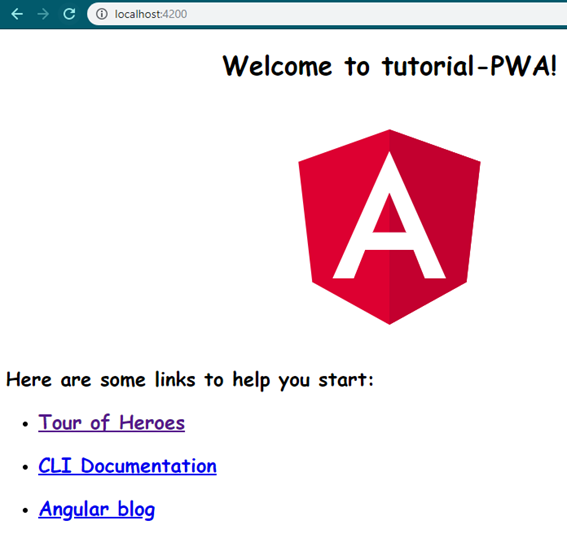 localhost:4200
Welcome to tutorial-PWA!
A
Here are some links to help you start:
Tour of Heroes
CLI Documentation
Angular blog